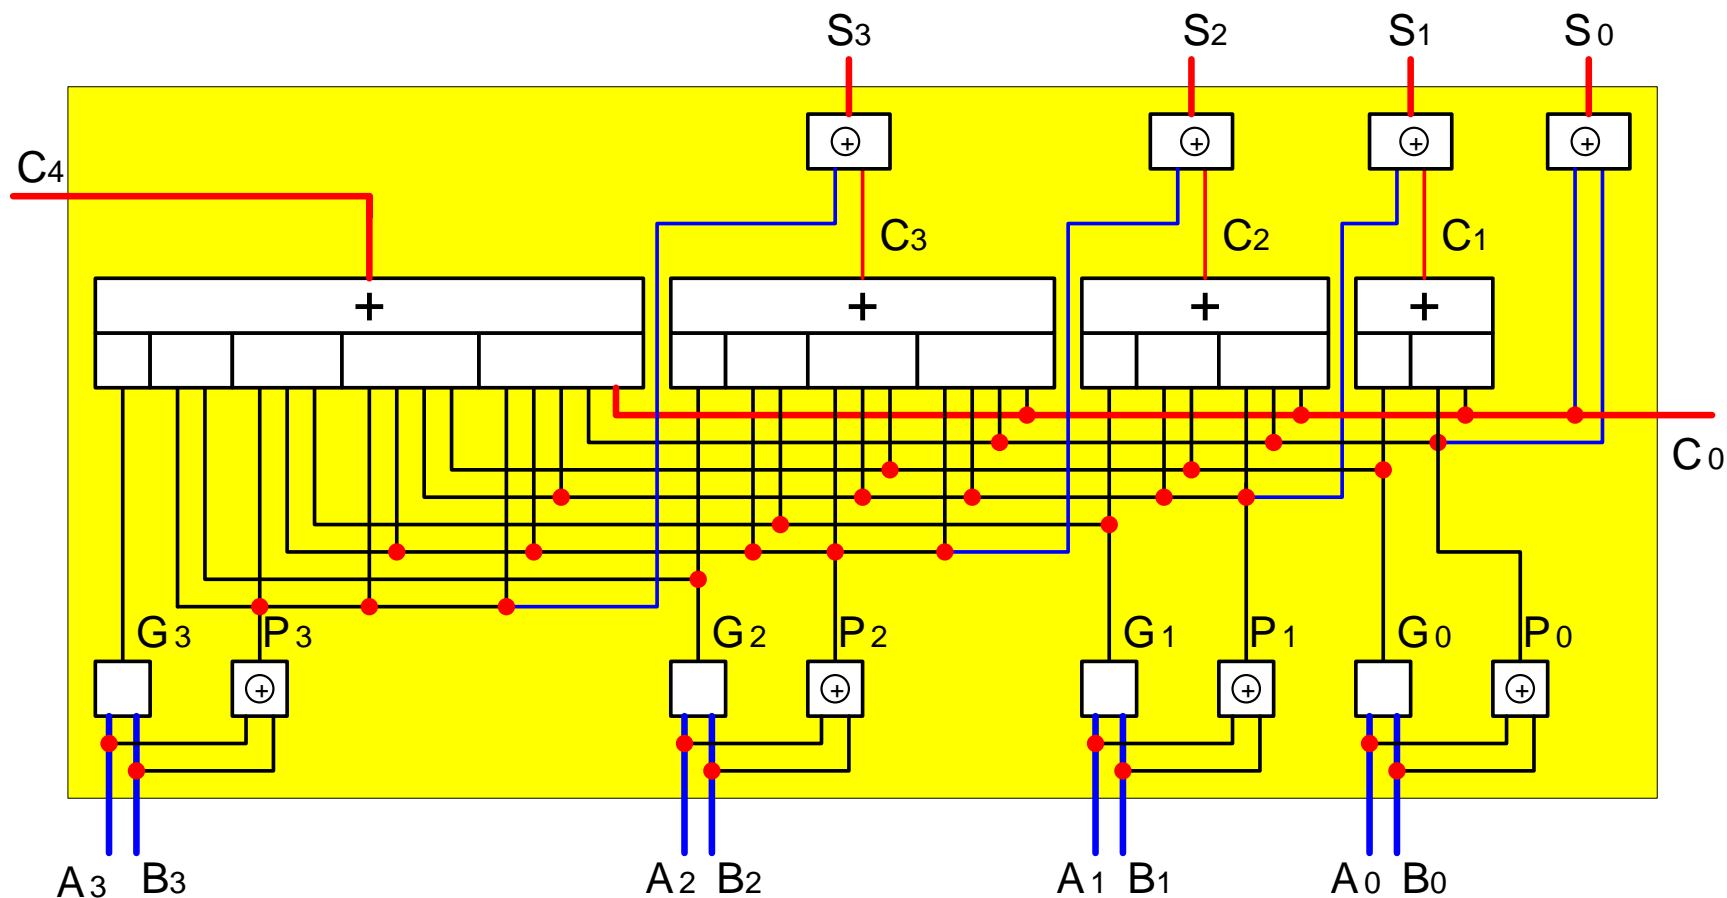 S3 S2 S1 S0
C4
C3 C2 C1
+ + + +
C0
G3 P3 G2 P2 G1 P1 G0 P0
A3 B3 A2 B2 A1 B1 A0 B0